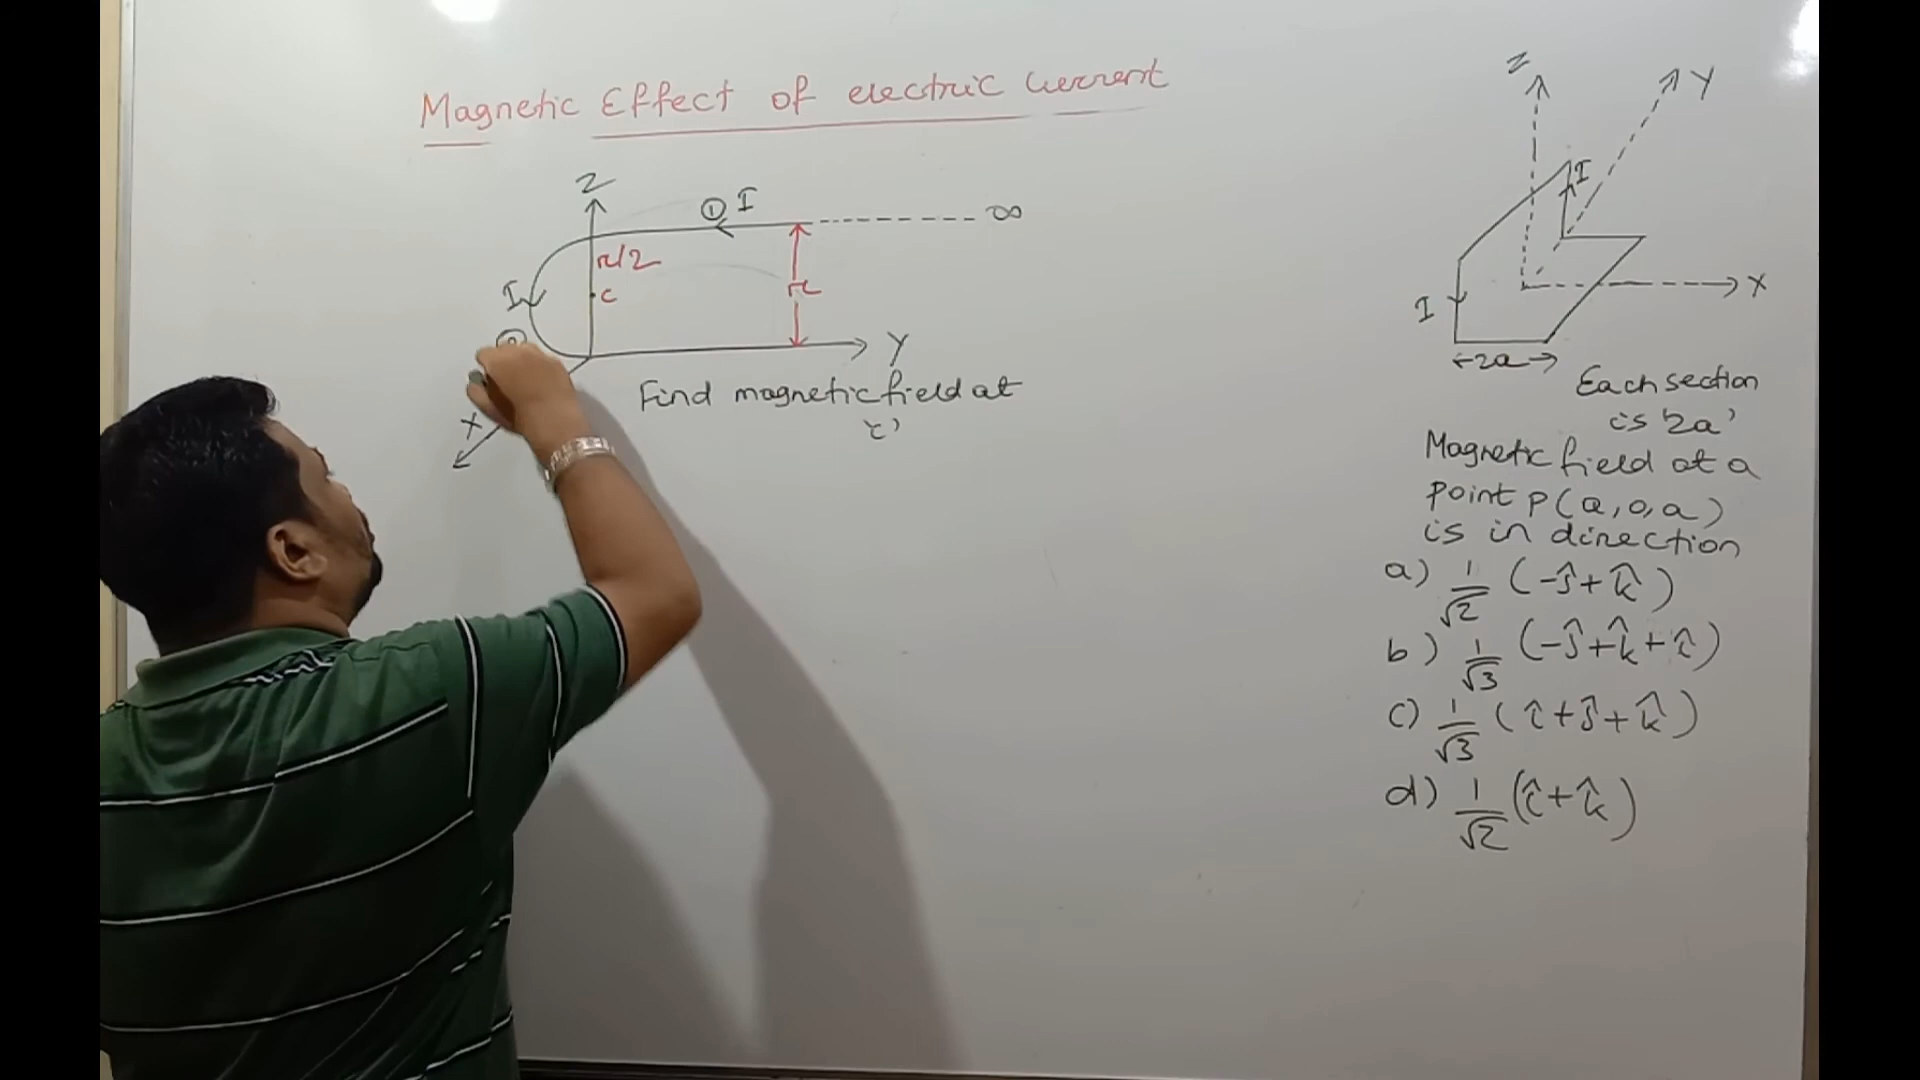 Magnetic Effect of electric current
Z
① I
∞
r/2
I
c
r
②
Y
X
Find magnetic field at
'c'
Z
Y
I
X
I
2a
Each section
is '2a'
Magnetic field at a
point P(a,0,a)
is in direction
a) 1/√2 (-ĵ+k̂)
b) 1/√3 (-ĵ+k̂+î)
c) 1/√3 (î+ĵ+k̂)
d) 1/√2 (î+k̂)